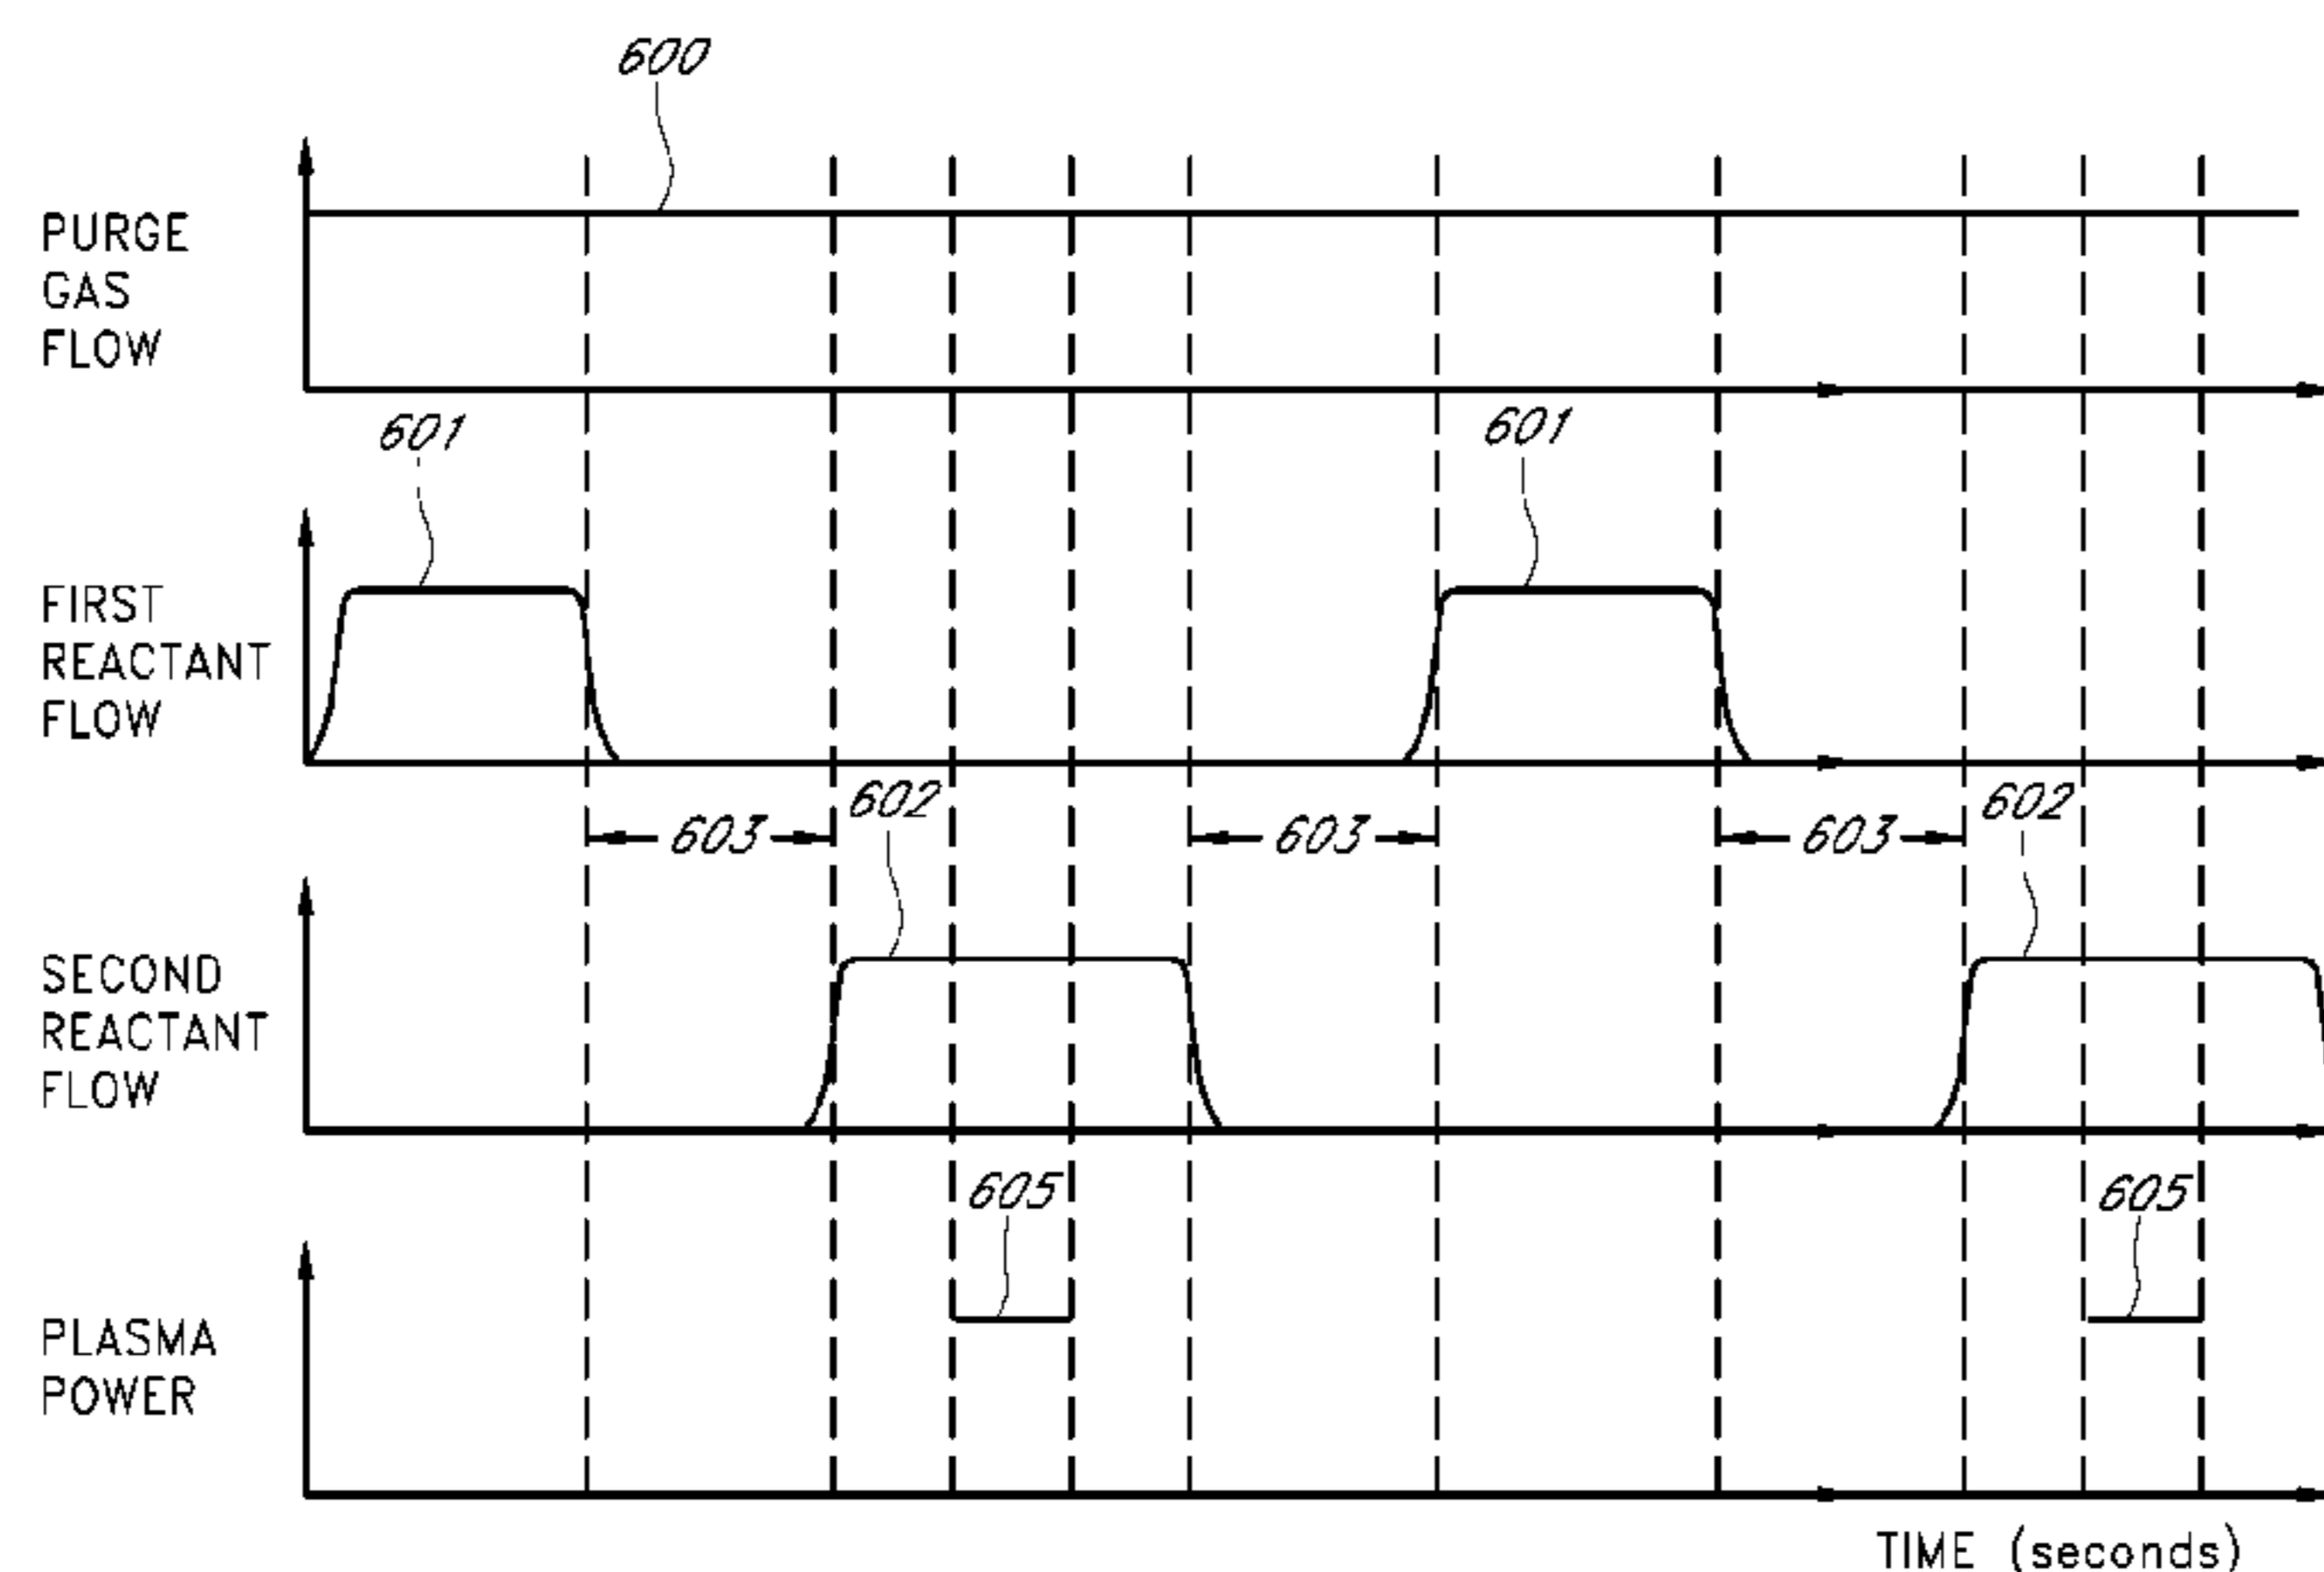 600
PURGE
GAS
FLOW
601
601
FIRST
REACTANT
FLOW
602
602
603
603
603
SECOND
REACTANT
FLOW
605
605
PLASMA
POWER
TIME (seconds)